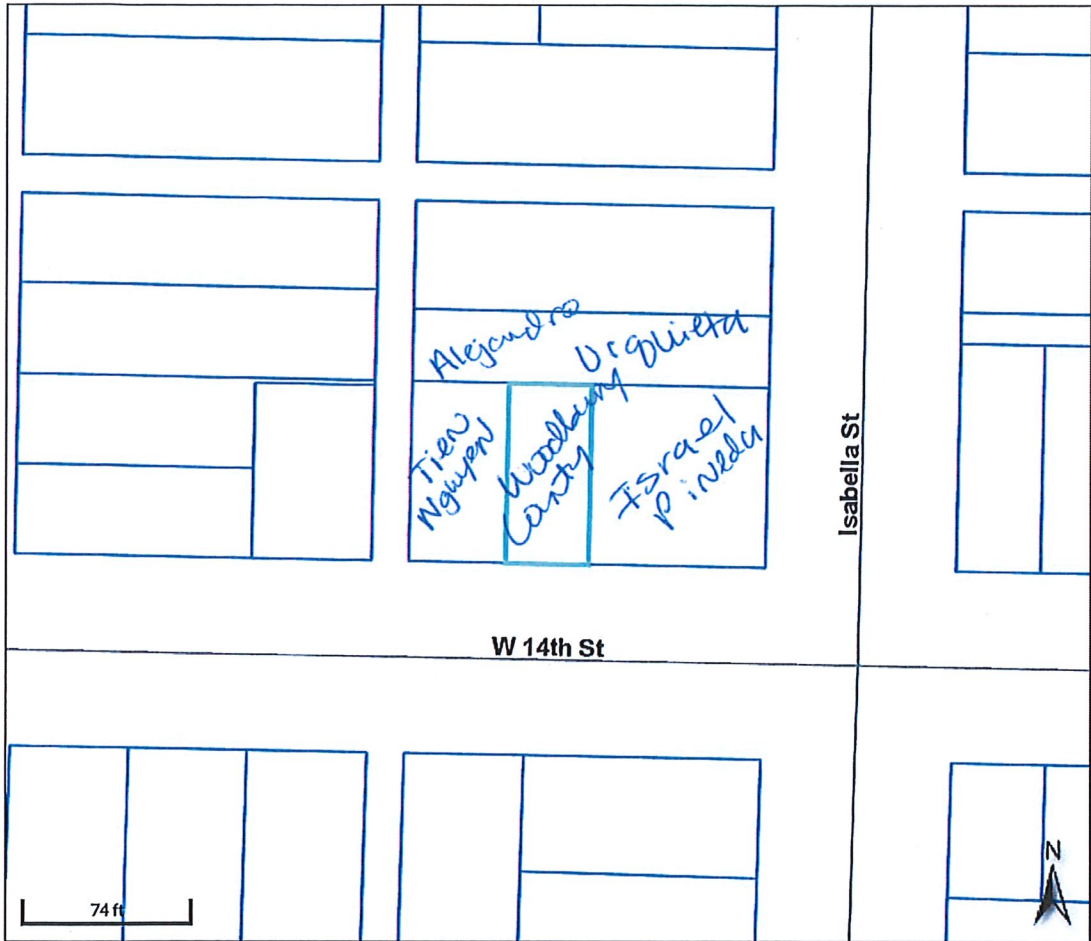 Alejandro Urquieta
Tien
Nguyen
Woodbury
County
Israel
Pineda
Isabella St
W 14th St
74 ft
N